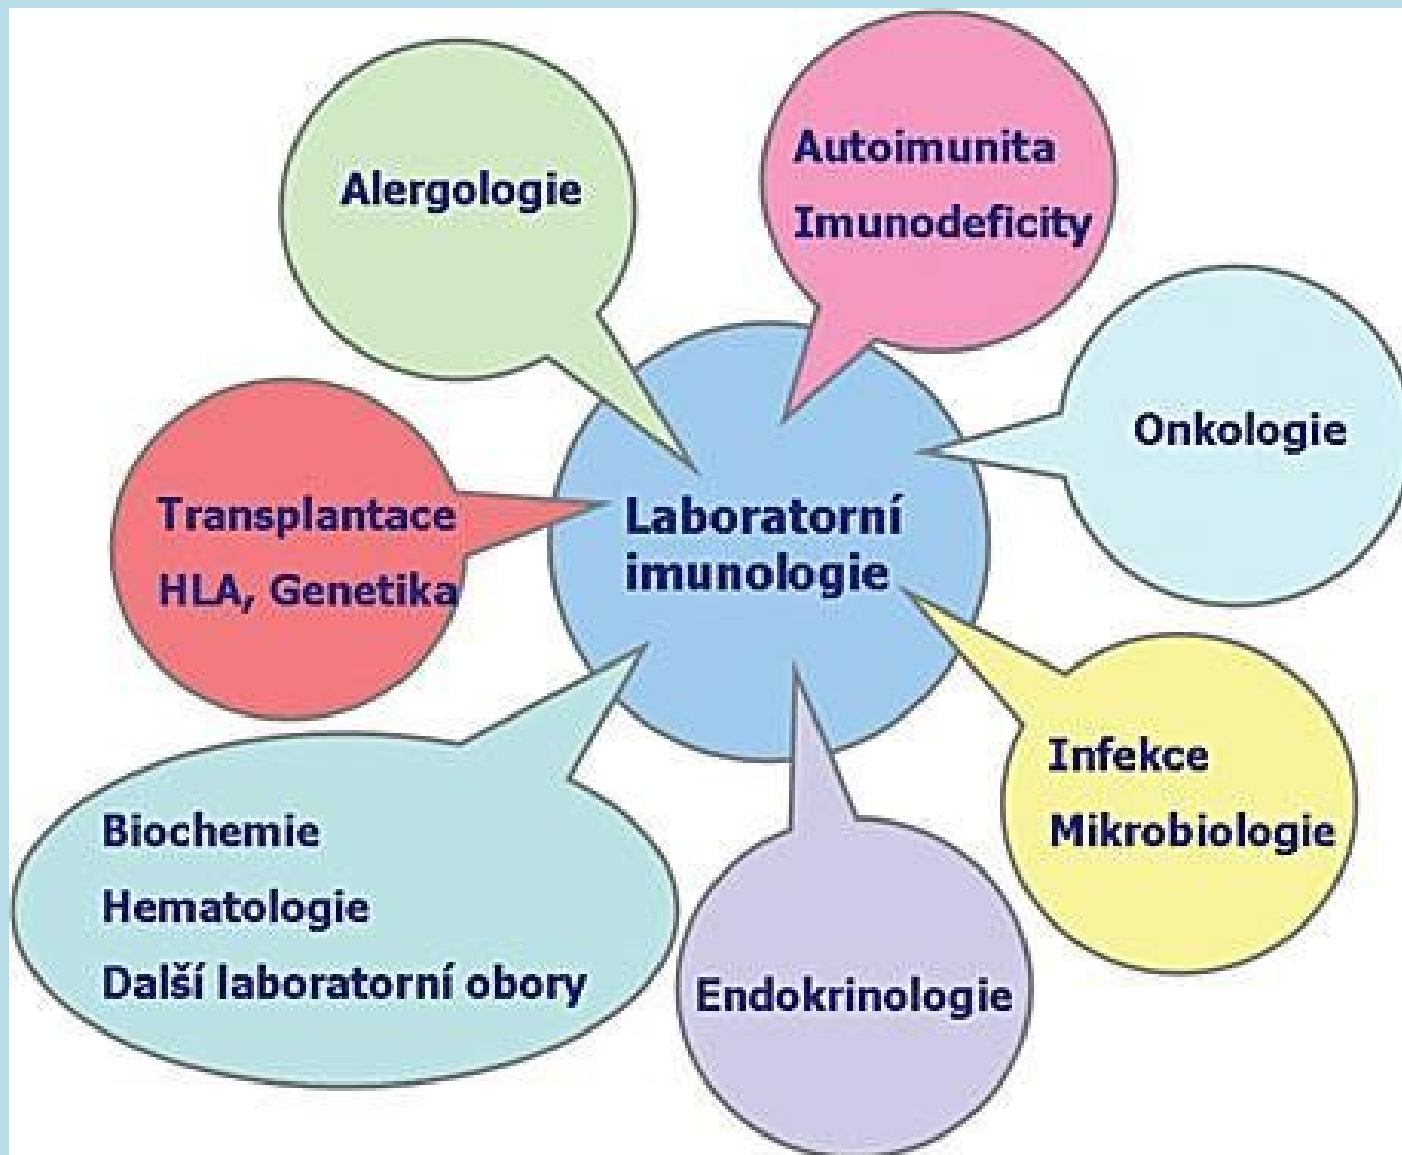 Alergologie
Autoimunita
Imunodeficity
Onkologie
Transplantace
HLA, Genetika
Laboratorní
imunologie
Infekce
Mikrobiologie
Biochemie
Hematologie
Další laboratorní obory
Endokrinologie